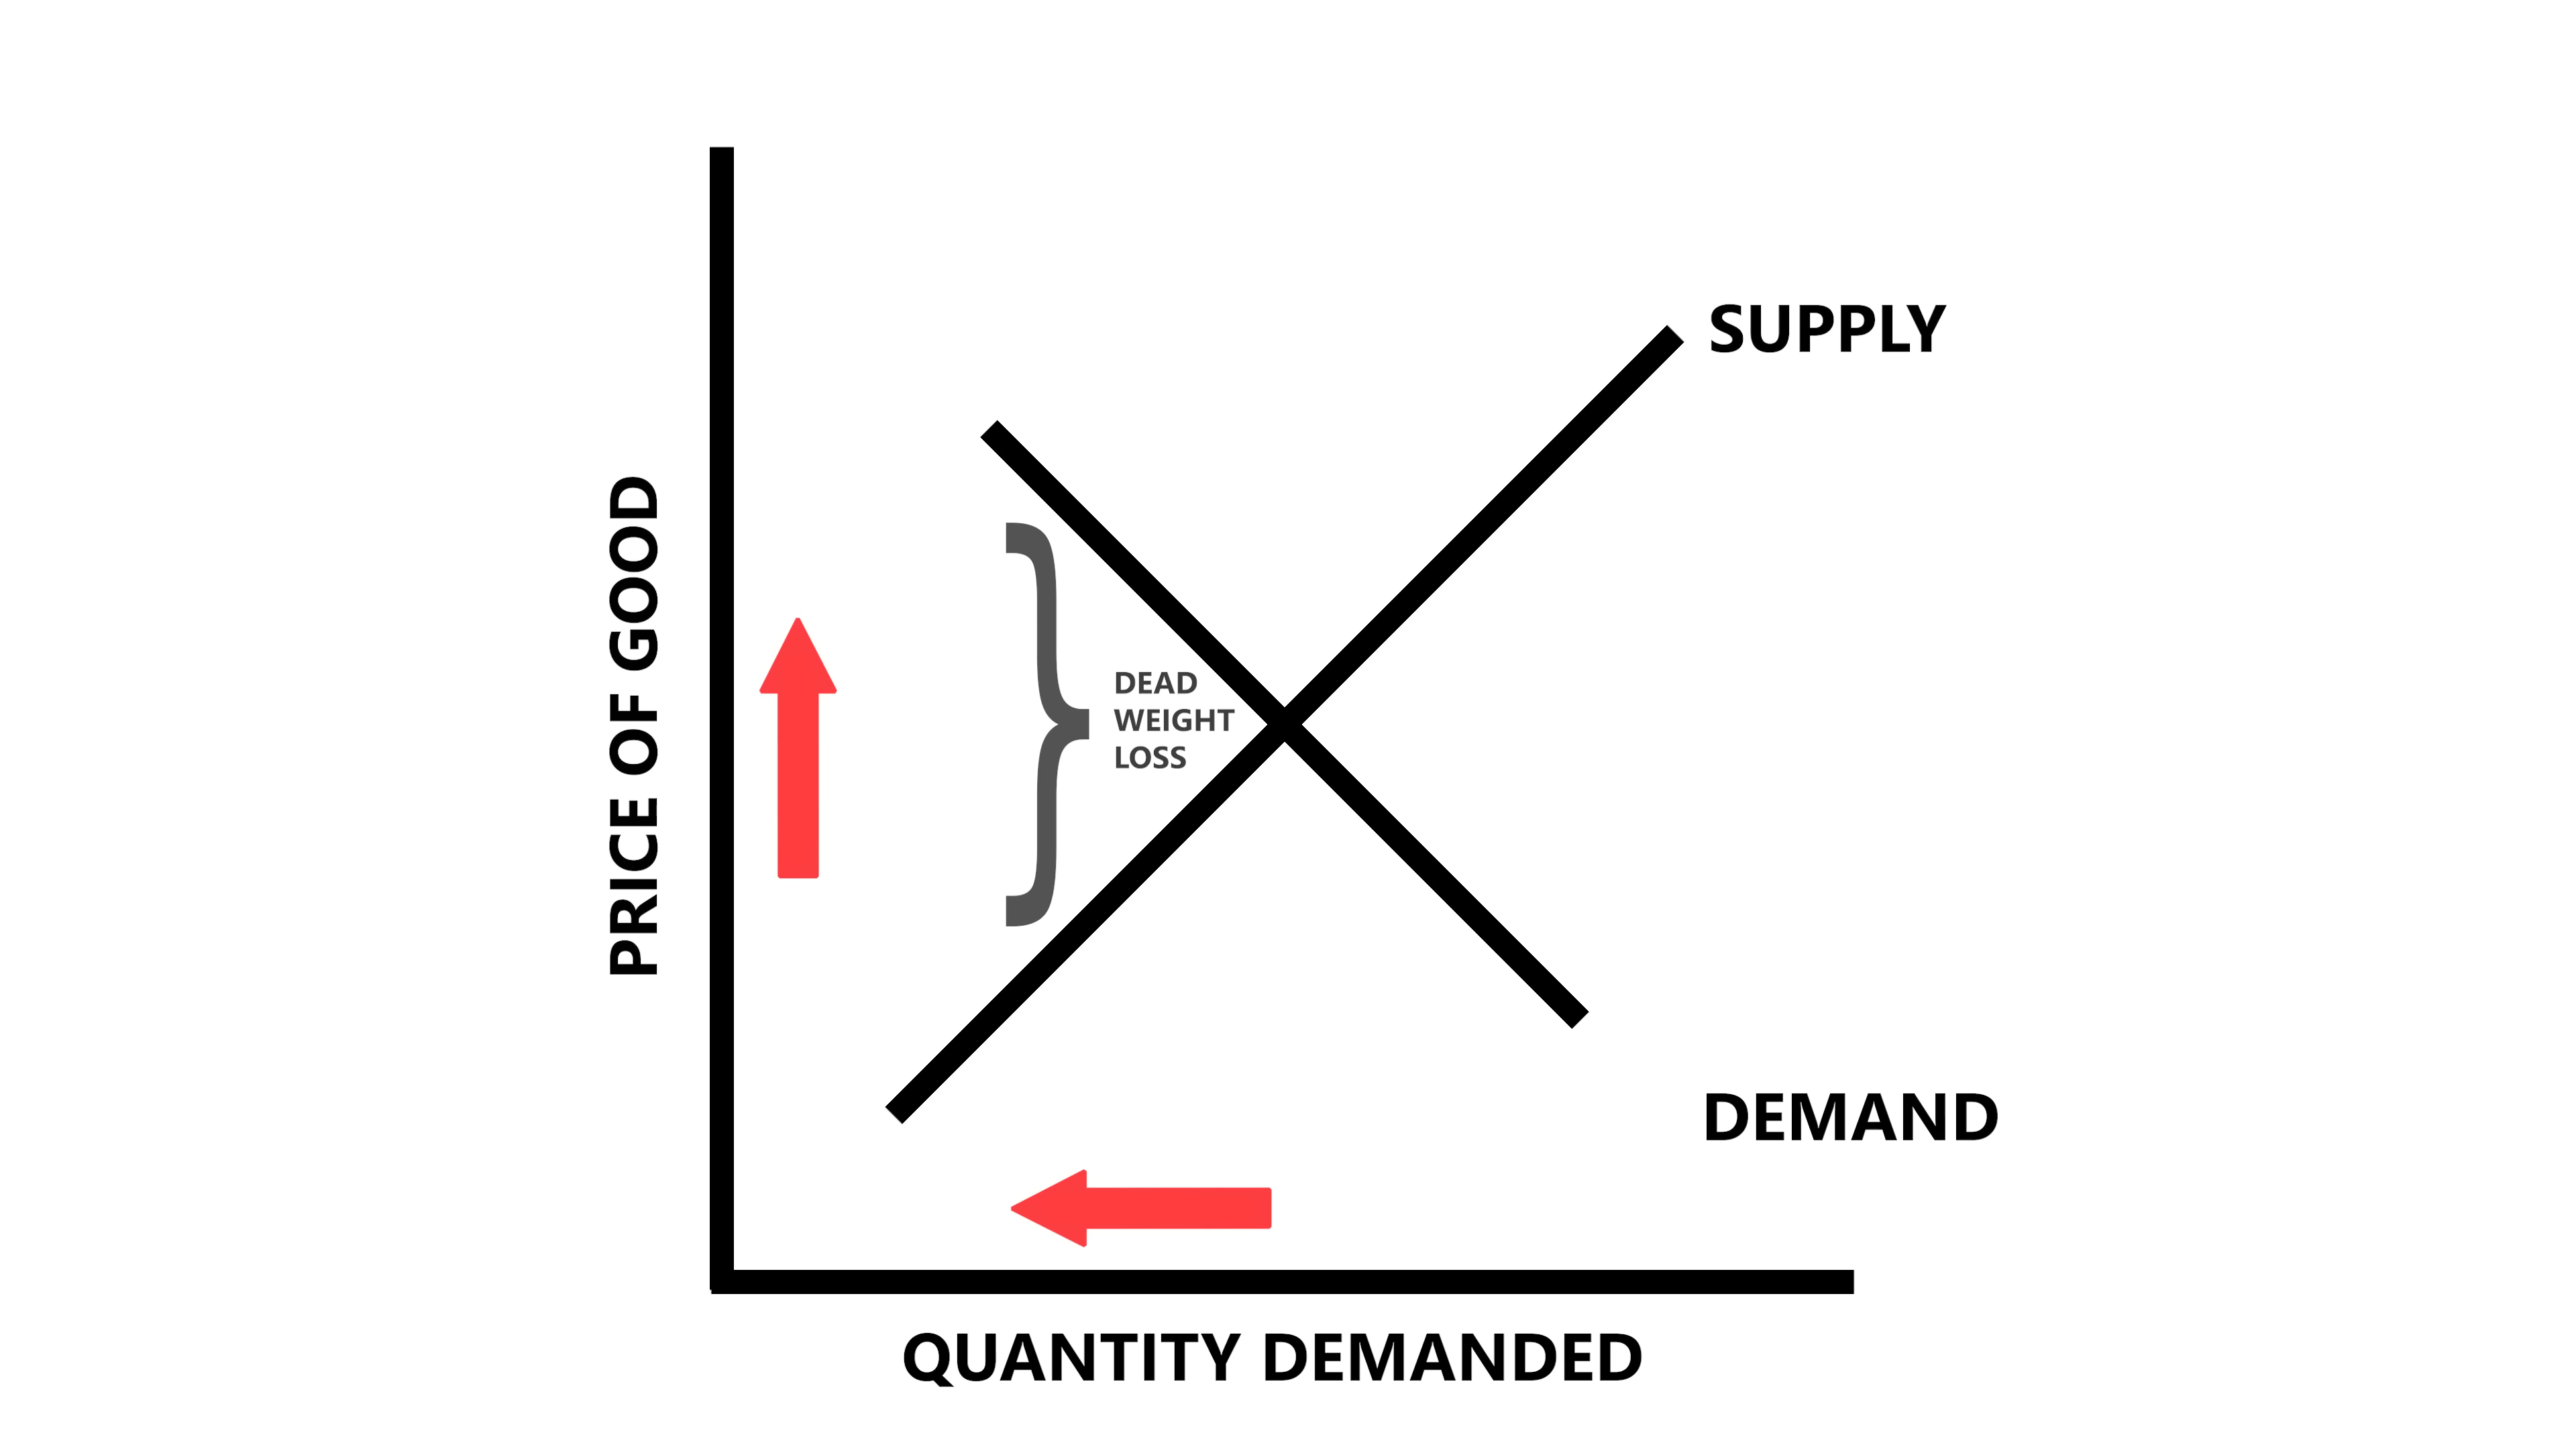 SUPPLY
PRICE OF GOOD
DEAD
WEIGHT
LOSS
DEMAND
QUANTITY DEMANDED